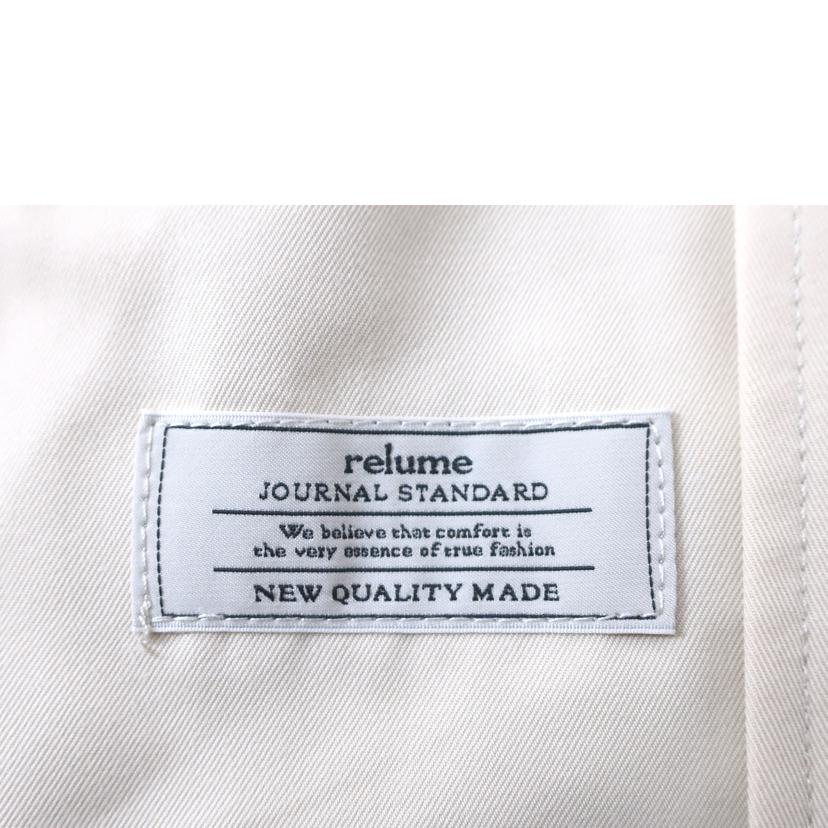 relume
JOURNAL STANDARD
We believe that comfort is
the very essence of true fashion
NEW QUALITY MADE